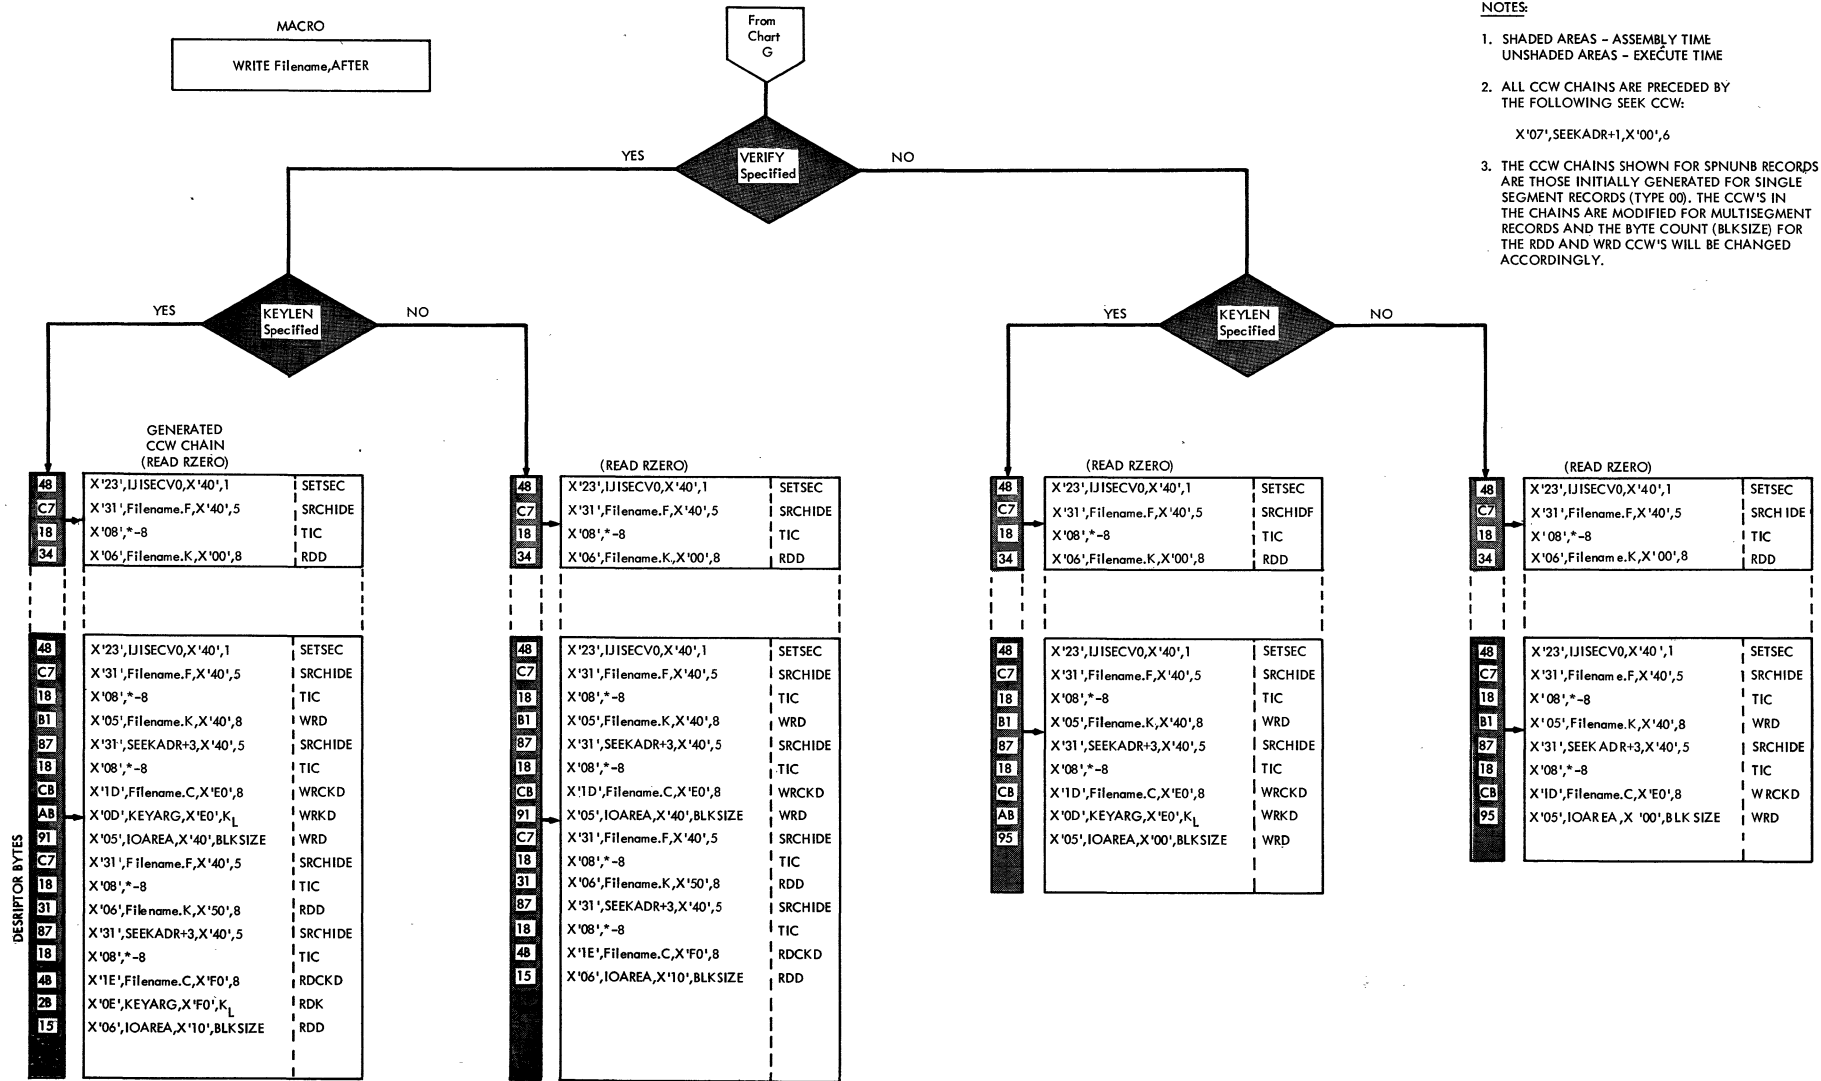 MACRO
WRITE Filename,AFTER
From
Chart
G
NOTES:
1. SHADED AREAS - ASSEMBLY TIME
UNSHADED AREAS - EXECUTE TIME
2. ALL CCW CHAINS ARE PRECEDED BY
THE FOLLOWING SEEK CCW:
X'07',SEEKADR+1,X'00',6
3. THE CCW CHAINS SHOWN FOR SPNUNB RECORDS
ARE THOSE INITIALLY GENERATED FOR SINGLE
SEGMENT RECORDS (TYPE 00). THE CCW'S IN
THE CHAINS ARE MODIFIED FOR MULTISEGMENT
RECORDS AND THE BYTE COUNT (BLKSIZE) FOR
THE RDD AND WRD CCW'S WILL BE CHANGED
ACCORDINGLY.
YES
VERIFY
Specified
NO
YES
KEYLEN
Specified
NO
YES
KEYLEN
Specified
NO
GENERATED
CCW CHAIN
(READ RZERO)
48 X'23',IJISECV0,X'40',1 SETSEC
C7 X'31',Filename.F,X'40',5 SRCHIDE
18 X'08',*-8 TIC
34 X'06',Filename.K,X'00',8 RDD
48 X'23',IJISECV0,X'40',1 SETSEC
C7 X'31',Filename.F,X'40',5 SRCHIDE
18 X'08',*-8 TIC
B1 X'05',Filename.K,X'40',8 WRD
87 X'31',SEEKADR+3,X'40',5 SRCHIDE
18 X'08',*-8 TIC
CB X'1D',Filename.C,X'E0',8 WRCKD
AB X'0D',KEYARG,X'E0',KL WRKD
91 X'05',IOAREA,X'40',BLKSIZE WRD
C7 X'31',Filename.F,X'40',5 SRCHIDE
18 X'08',*-8 TIC
31 X'06',Filename.K,X'50',8 RDD
87 X'31',SEEKADR+3,X'40',5 SRCHIDE
18 X'08',*-8 TIC
4B X'1E',Filename.C,X'F0',8 RDCKD
2B X'0E',KEYARG,X'F0',KL RDK
15 X'06',IOAREA,X'10',BLKSIZE RDD
DESRIPTOR BYTES
(READ RZERO)
48 X'23',IJISECV0,X'40',1 SETSEC
C7 X'31',Filename.F,X'40',5 SRCHIDE
18 X'08',*-8 TIC
34 X'06',Filename.K,X'00',8 RDD
48 X'23',IJISECV0,X'40',1 SETSEC
C7 X'31',Filename.F,X'40',5 SRCHIDE
18 X'08',*-8 TIC
B1 X'05',Filename.K,X'40',8 WRD
87 X'31',SEEKADR+3,X'40',5 SRCHIDE
18 X'08',*-8 TIC
CB X'1D',Filename.C,X'E0',8 WRCKD
91 X'05',IOAREA,X'40',BLKSIZE WRD
C7 X'31',Filename.F,X'40',5 SRCHIDE
18 X'08',*-8 TIC
31 X'06',Filename.K,X'50',8 RDD
87 X'31',SEEKADR+3,X'40',5 SRCHIDE
18 X'08',*-8 TIC
4B X'1E',Filename.C,X'F0',8 RDCKD
15 X'06',IOAREA,X'10',BLKSIZE RDD
(READ RZERO)
48 X'23',IJISECV0,X'40',1 SETSEC
C7 X'31',Filename.F,X'40',5 SRCHIDF
18 X'08',*-8 TIC
34 X'06',Filename.K,X'00',8 RDD
48 X'23',IJISECV0,X'40',1 SETSEC
C7 X'31',Filename.F,X'40',5 SRCHIDE
18 X'08',*-8 TIC
B1 X'05',Filename.K,X'40',8 WRD
87 X'31',SEEKADR+3,X'40',5 SRCHIDE
18 X'08',*-8 TIC
CB X'1D',Filename.C,X'E0',8 WRCKD
AB X'0D',KEYARG,X'E0',KL WRKD
95 X'05',IOAREA,X'00',BLKSIZE WRD
(READ RZERO)
48 X'23',IJISECV0,X'40',1 SETSEC
C7 X'31',Filename.F,X'40',5 SRCHIDE
18 X'08',*-8 TIC
34 X'06',Filename.K,X'00',8 RDD
48 X'23',IJISECV0,X'40',1 SETSEC
C7 X'31',Filename.F,X'40',5 SRCHIDE
18 X'08',*-8 TIC
B1 X'05',Filename.K,X'40',8 WRD
87 X'31',SEEKADR+3,X'40',5 SRCHIDE
18 X'08',*-8 TIC
CB X'1D',Filename.C,X'E0',8 WRCKD
95 X'05',IOAREA,X'00',BLKSIZE WRD